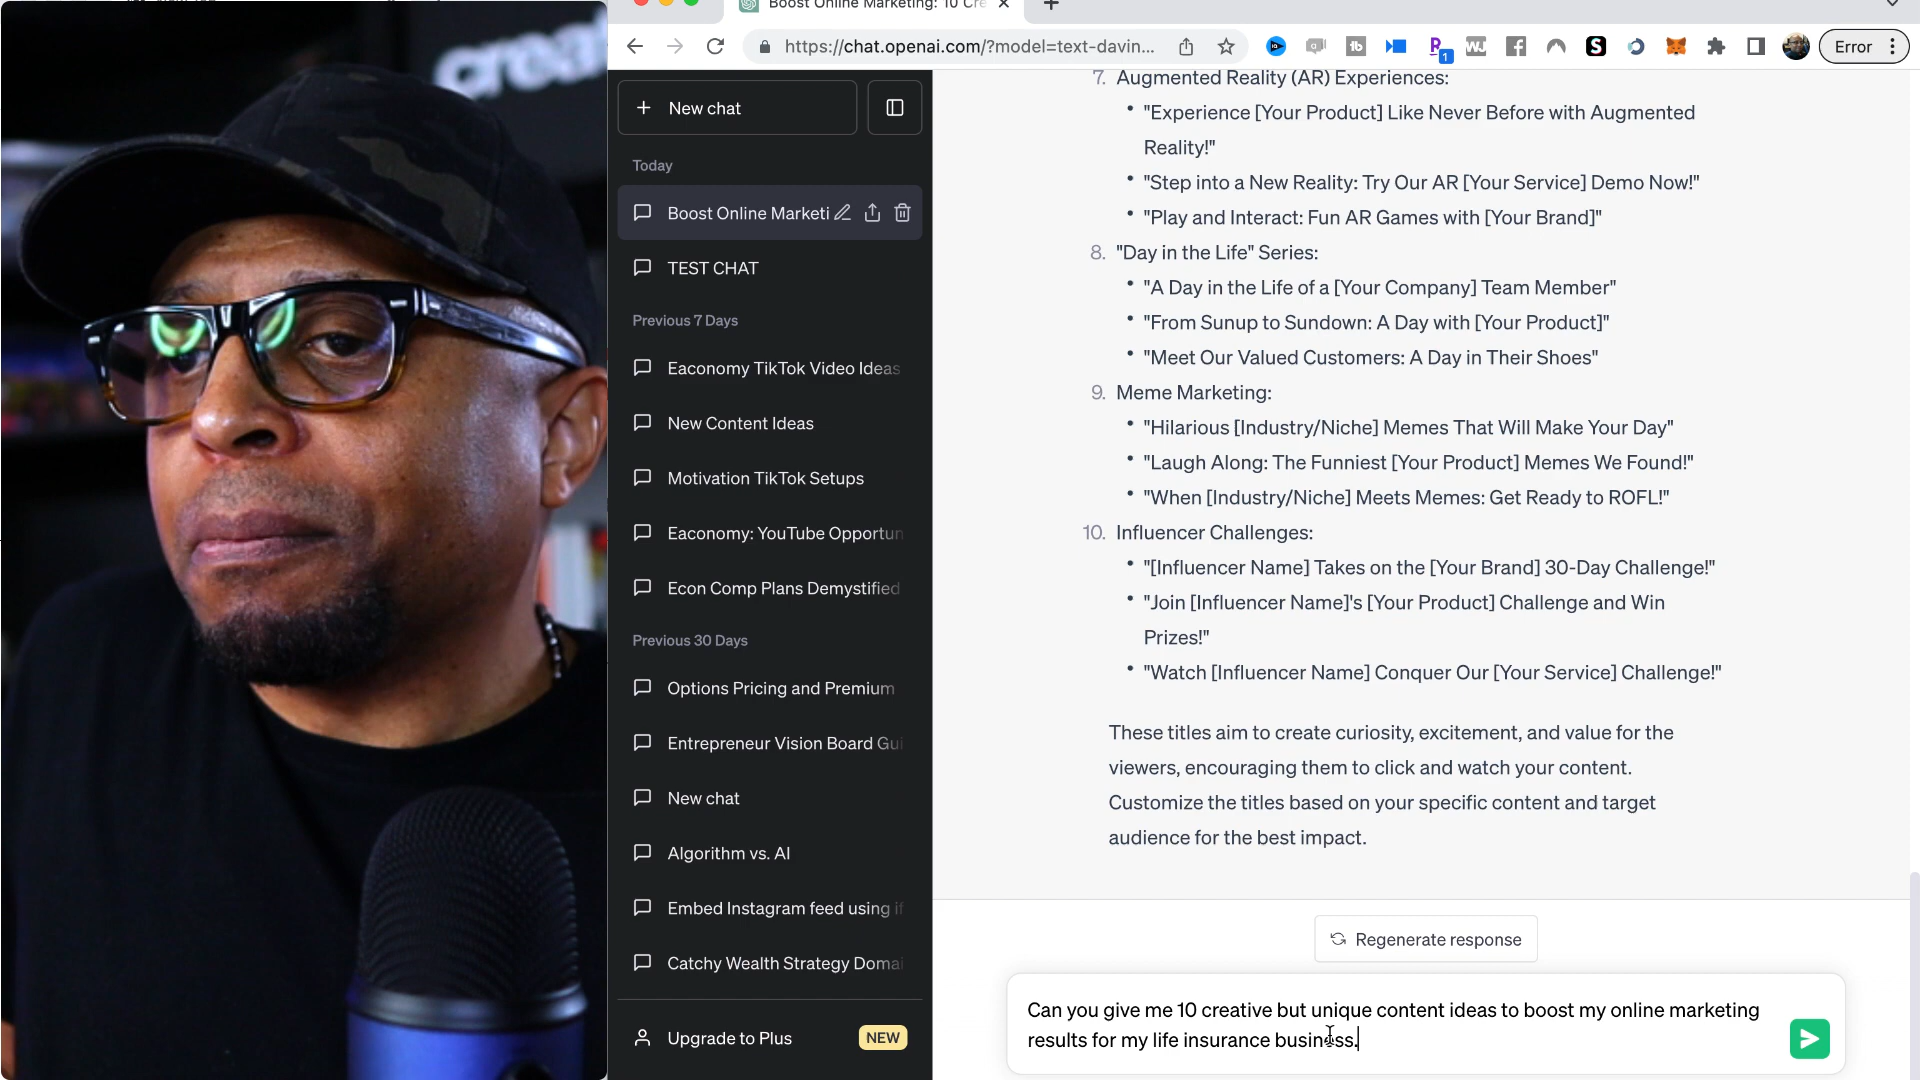 creat
Boost Online Marketing: 10 Cre
https://chat.openai.com/?model=text-davin...
1
Error
New chat
Today
Boost Online Marketi
TEST CHAT
Previous 7 Days
Eaconomy TikTok Video Ideas
New Content Ideas
Motivation TikTok Setups
Eaconomy: YouTube Opportun
Econ Comp Plans Demystified
Previous 30 Days
Options Pricing and Premium
Entrepreneur Vision Board Gui
New chat
Algorithm vs. AI
Embed Instagram feed using if
Catchy Wealth Strategy Domai
Upgrade to Plus
NEW
7. Augmented Reality (AR) Experiences:
• "Experience [Your Product] Like Never Before with Augmented
Reality!"
• "Step into a New Reality: Try Our AR [Your Service] Demo Now!"
• "Play and Interact: Fun AR Games with [Your Brand]"
8. "Day in the Life" Series:
• "A Day in the Life of a [Your Company] Team Member"
• "From Sunup to Sundown: A Day with [Your Product]"
• "Meet Our Valued Customers: A Day in Their Shoes"
9. Meme Marketing:
• "Hilarious [Industry/Niche] Memes That Will Make Your Day"
• "Laugh Along: The Funniest [Your Product] Memes We Found!"
• "When [Industry/Niche] Meets Memes: Get Ready to ROFL!"
10. Influencer Challenges:
• "[Influencer Name] Takes on the [Your Brand] 30-Day Challenge!"
• "Join [Influencer Name]'s [Your Product] Challenge and Win
Prizes!"
• "Watch [Influencer Name] Conquer Our [Your Service] Challenge!"
These titles aim to create curiosity, excitement, and value for the
viewers, encouraging them to click and watch your content.
Customize the titles based on your specific content and target
audience for the best impact.
Regenerate response
Can you give me 10 creative but unique content ideas to boost my online marketing
results for my life insurance business.